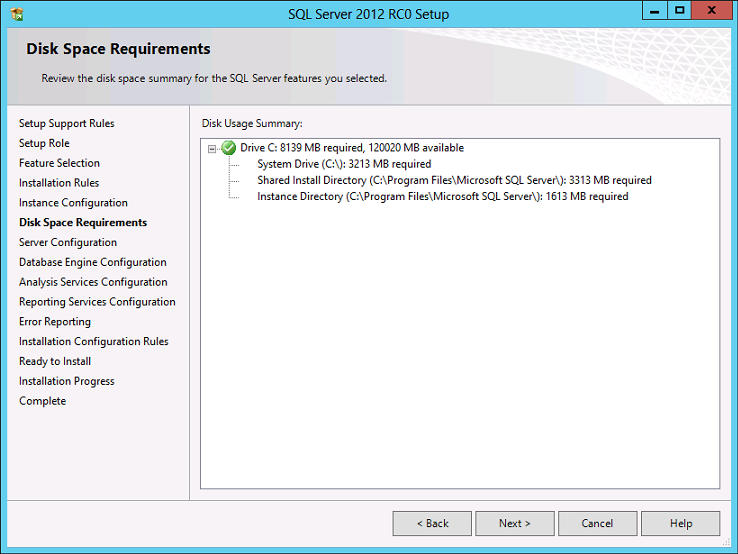 SQL Server 2012 RC0 Setup
Disk Space Requirements
Review the disk space summary for the SQL Server features you selected.
Setup Support Rules
Setup Role
Feature Selection
Installation Rules
Instance Configuration
Disk Space Requirements
Server Configuration
Database Engine Configuration
Analysis Services Configuration
Reporting Services Configuration
Error Reporting
Installation Configuration Rules
Ready to Install
Installation Progress
Complete
Disk Usage Summary:
Drive C: 8139 MB required, 120020 MB available
System Drive (C:\): 3213 MB required
Shared Install Directory (C:\Program Files\Microsoft SQL Server\): 3313 MB required
Instance Directory (C:\Program Files\Microsoft SQL Server\): 1613 MB required
< Back
Next >
Cancel
Help